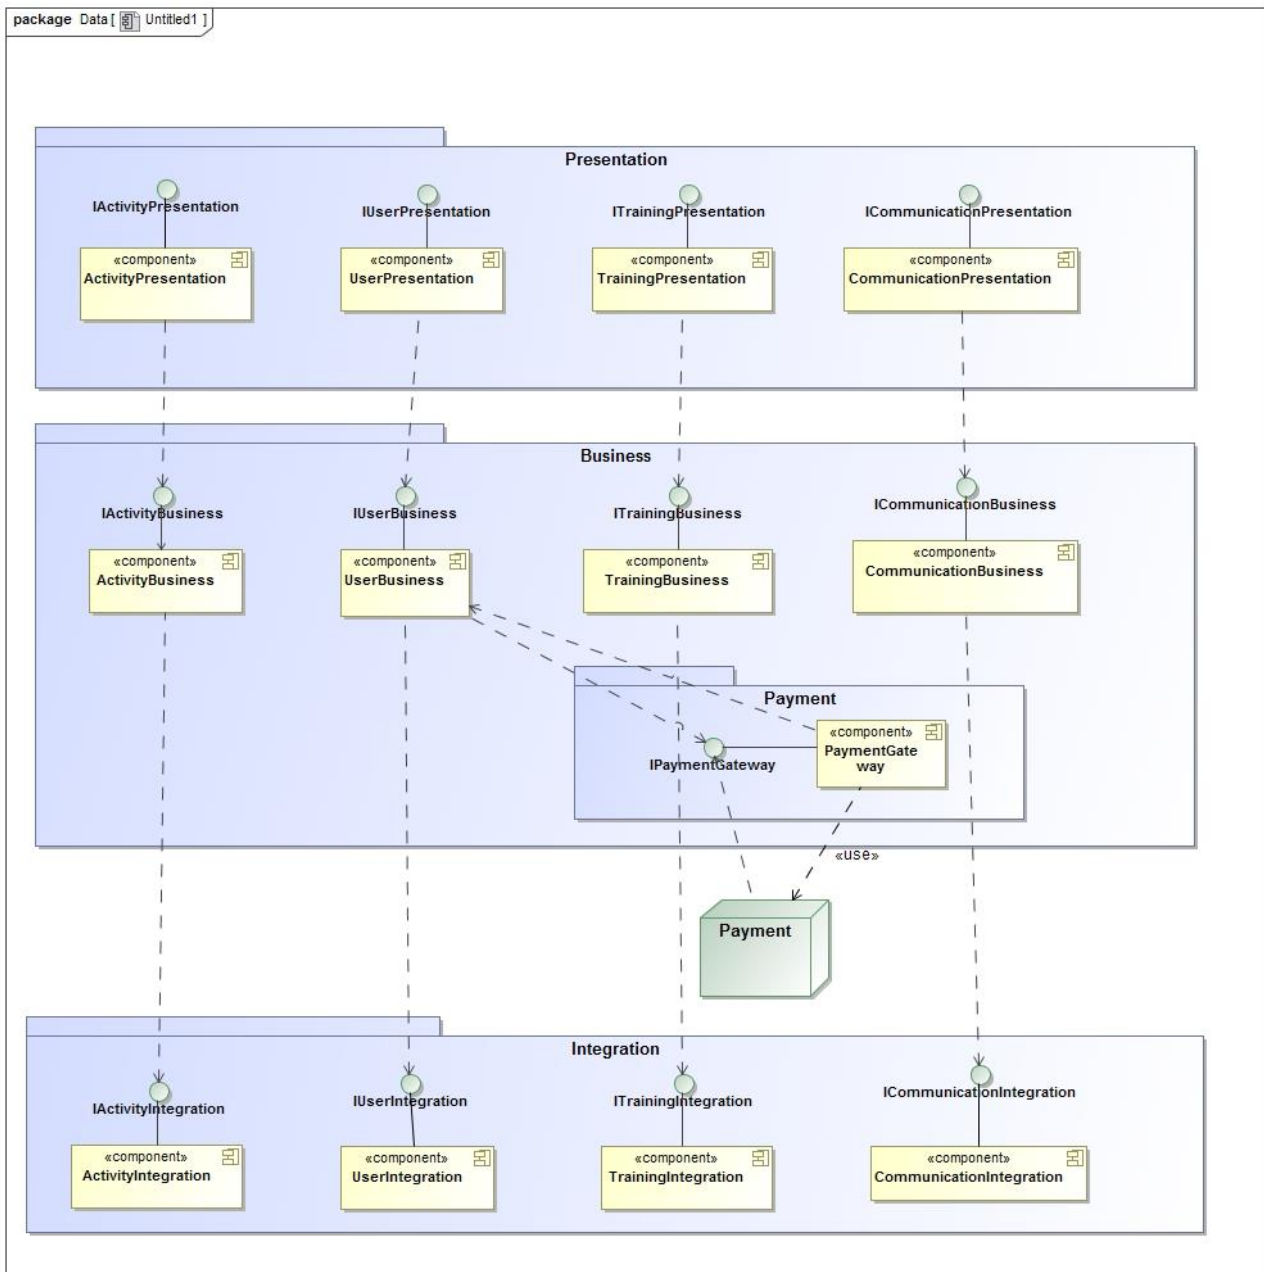 package Data [ Untitled1 ]
Presentation
IActivityPresentation
IUserPresentation
ITrainingPresentation
ICommunicationPresentation
«component»
ActivityPresentation
«component»
UserPresentation
«component»
TrainingPresentation
«component»
CommunicationPresentation
Business
IActivityBusiness
IUserBusiness
ITrainingBusiness
ICommunicationBusiness
«component»
ActivityBusiness
«component»
UserBusiness
«component»
TrainingBusiness
«component»
CommunicationBusiness
Payment
IPaymentGateway
«component»
PaymentGate
way
«use»
Payment
Integration
IActivityIntegration
IUserIntegration
ITrainingIntegration
ICommunicationIntegration
«component»
ActivityIntegration
«component»
UserIntegration
«component»
TrainingIntegration
«component»
CommunicationIntegration